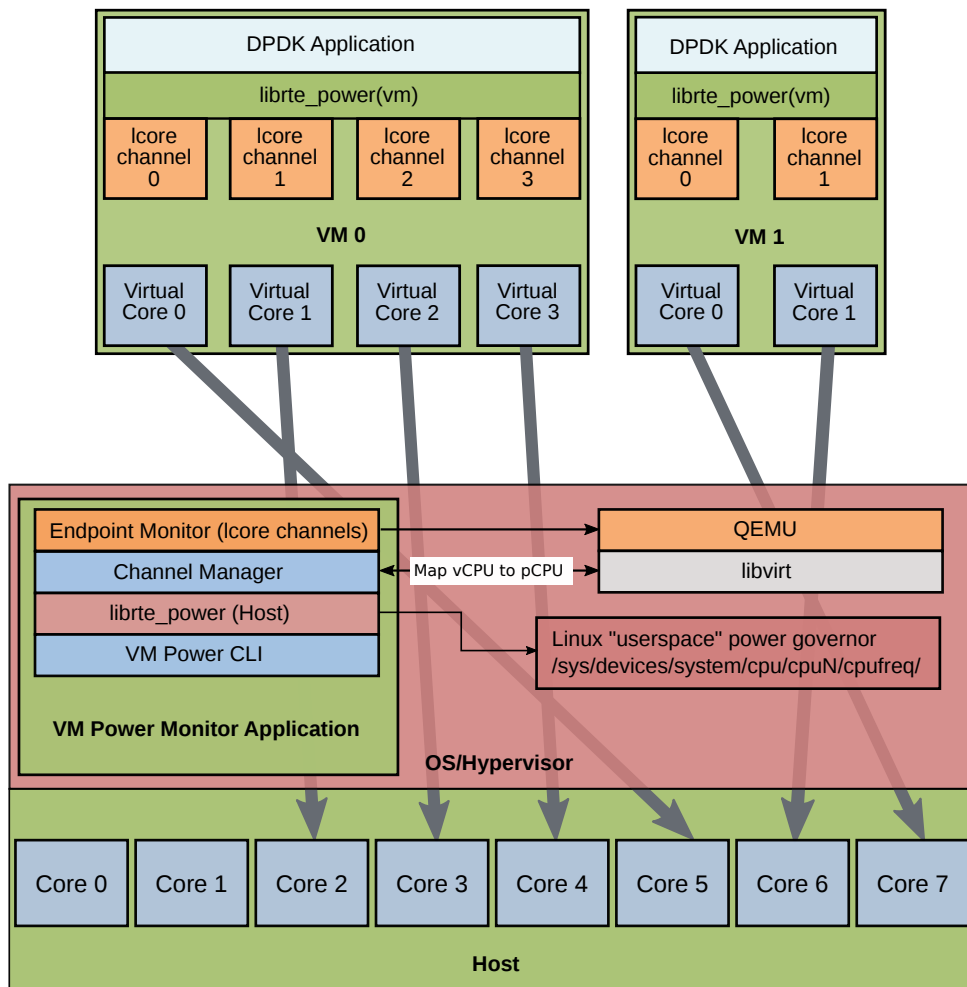 DPDK Application
librte_power(vm)
lcore
channel
0
lcore
channel
1
lcore
channel
2
lcore
channel
3
VM 0
Virtual
Core 0
Virtual
Core 1
Virtual
Core 2
Virtual
Core 3
DPDK Application
librte_power(vm)
lcore
channel
0
lcore
channel
1
VM 1
Virtual
Core 0
Virtual
Core 1
Endpoint Monitor (lcore channels)
Channel Manager
librte_power (Host)
VM Power CLI
VM Power Monitor Application
Map vCPU to pCPU
QEMU
libvirt
Linux "userspace" power governor
/sys/devices/system/cpu/cpuN/cpufreq/
OS/Hypervisor
Core 0
Core 1
Core 2
Core 3
Core 4
Core 5
Core 6
Core 7
Host